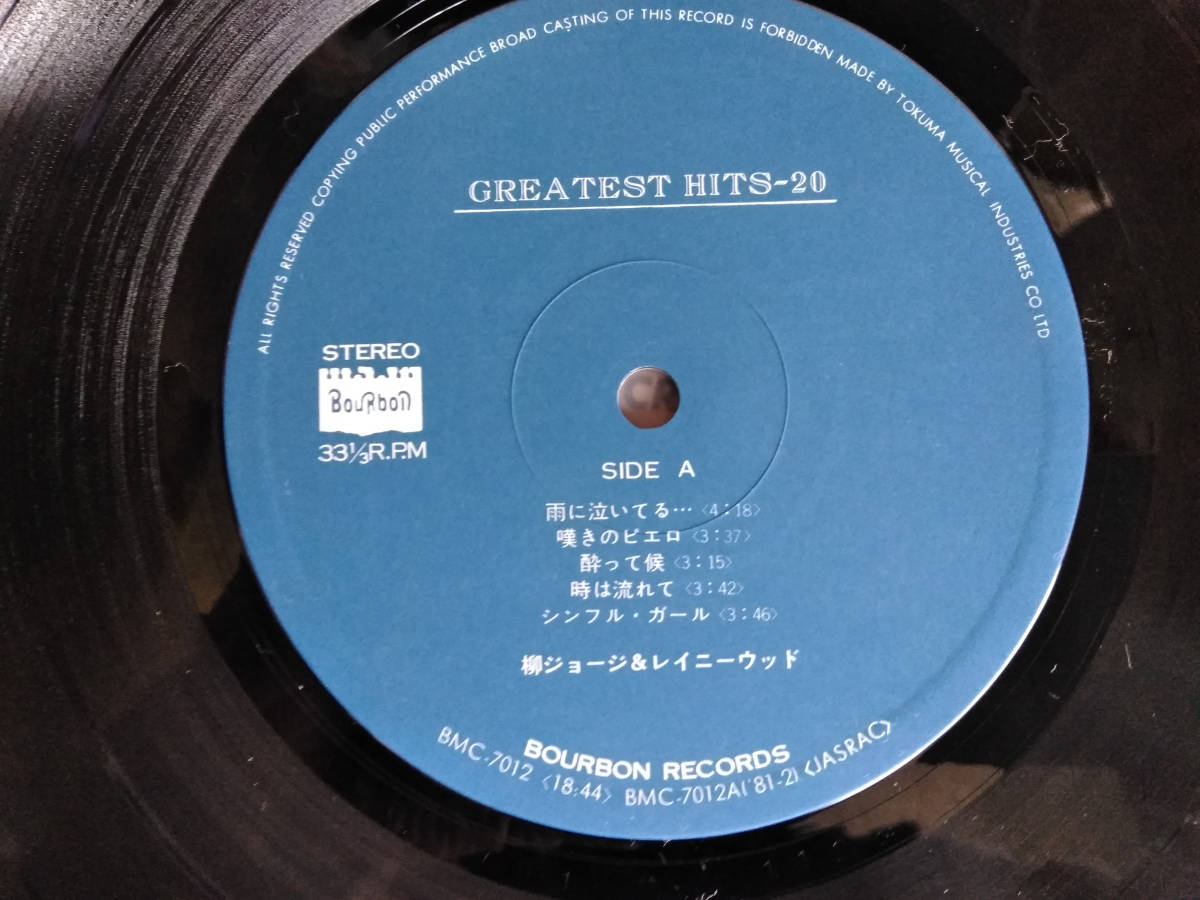 ALL RIGHTS RESERVED COPYING PUBLIC PERFORMANCE BROAD CASTING OF THIS RECORD IS FORBIDDEN MADE BY TOKUMA MUSICAL INDUSTRIES CO LTD
GREATEST HITS-20
STEREO
BouRbon
33⅓R.P.M
SIDE A
雨に泣いてる… <4:18>
嘆きのピエロ <3:37>
酔って候 <3:15>
時は流れて <3:42>
シンフル・ガール <3:46>
柳ジョージ&レイニーウッド
BOURBON RECORDS
BMC-7012 <18:44> BMC-7012A('81-2) <JASRAC>